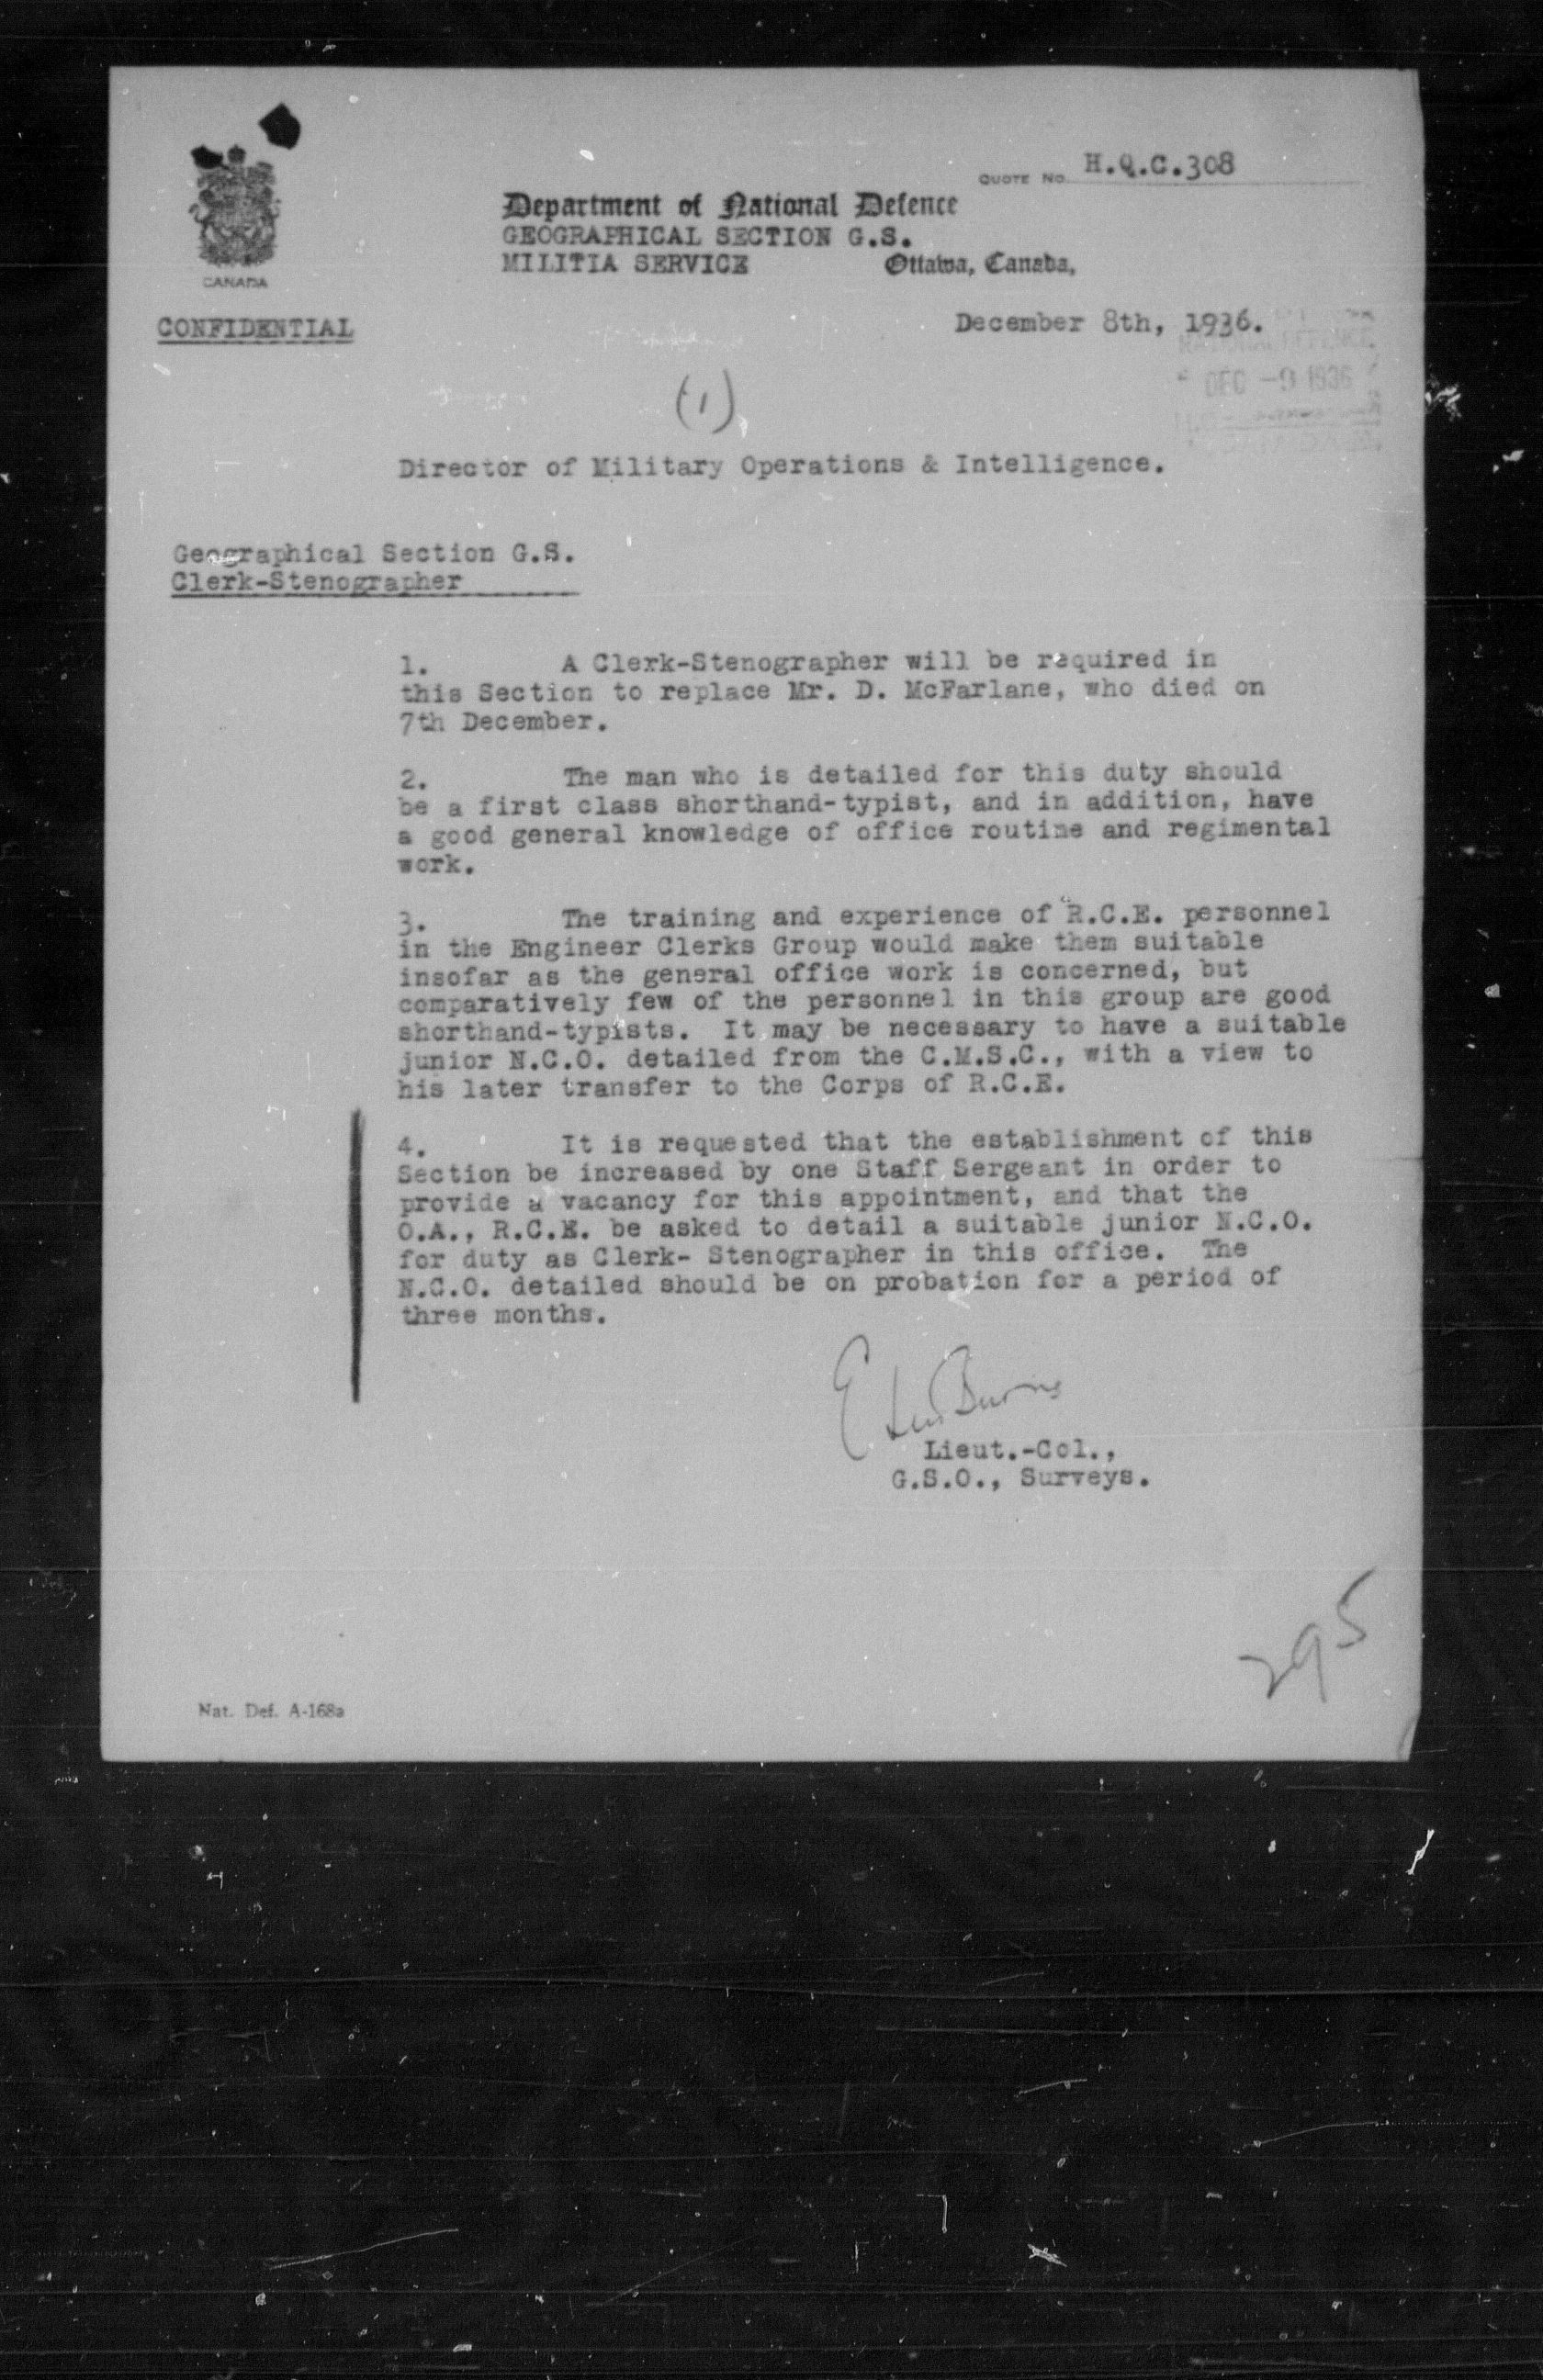 QUOTE NO. H.Q.C.308
Department of National Defence
GEOGRAPHICAL SECTION G.S.
MILITIA SERVICE Ottawa, Canada,
CANADA
CONFIDENTIAL
December 8th, 1936.
NATIONAL DEFENCE
DEC -9 1936
(1)
Director of Military Operations & Intelligence.
Geographical Section G.S.
Clerk-Stenographer
1. A Clerk-Stenographer will be required in
this Section to replace Mr. D. McFarlane, who died on
7th December.
2. The man who is detailed for this duty should
be a first class shorthand-typist, and in addition, have
a good general knowledge of office routine and regimental
work.
3. The training and experience of R.C.E. personnel
in the Engineer Clerks Group would make them suitable
insofar as the general office work is concerned, but
comparatively few of the personnel in this group are good
shorthand-typists. It may be necessary to have a suitable
junior N.C.O. detailed from the C.M.S.C., with a view to
his later transfer to the Corps of R.C.E.
4. It is requested that the establishment of this
Section be increased by one Staff Sergeant in order to
provide a vacancy for this appointment, and that the
O.A., R.C.E. be asked to detail a suitable junior N.C.O.
for duty as Clerk- Stenographer in this office. The
N.C.O. detailed should be on probation for a period of
three months.
Burns
Lieut.-Col.,
G.S.O., Surveys.
295
Nat. Def. A-168a